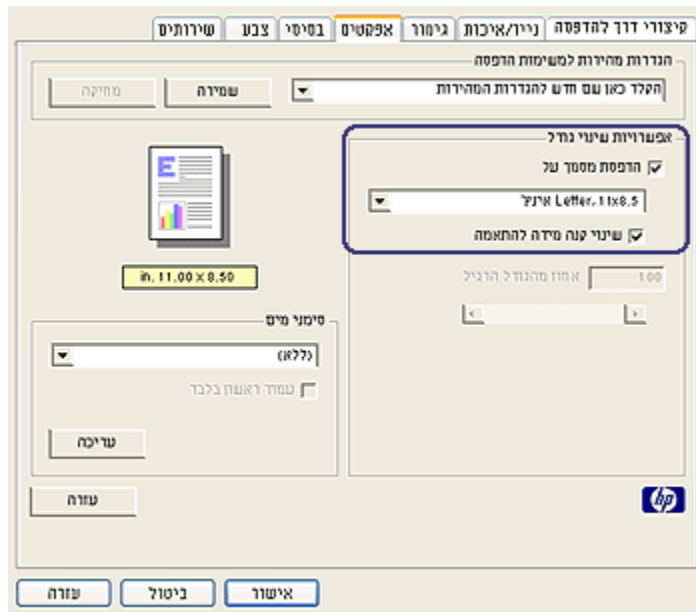 קיצורי דרך להדפסה נייר/איכות גימור אפקטים בסיסי צבע שירותים
הגדרות מהירות למשימות הדפסה
הקלד כאן שם חדש להגדרות המהירות שמירה מחיקה
אפשרויות שינוי גודל
הדפסת מסמך על
Letter, 11x8.5 אינץ'
שינוי קנה מידה להתאמה
100 אחוז מהגודל הרגיל
E
in. 11.00 x 8.50
סימני מים
(ללא)
עמוד ראשון בלבד
עריכה
עזרה
hp
אישור ביטול עזרה